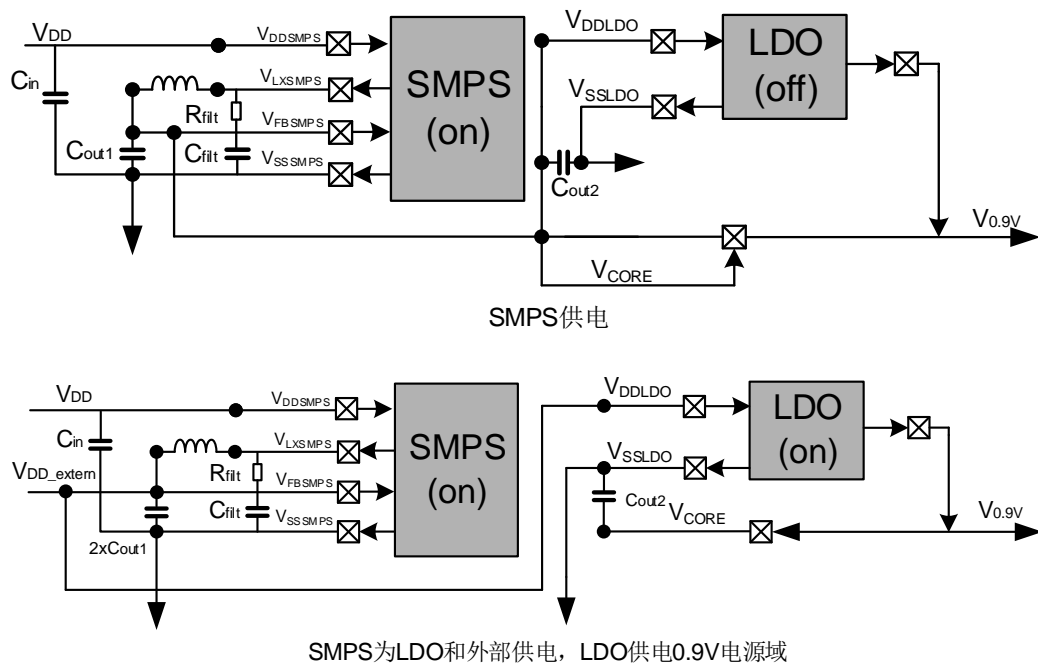 VDD
VDDSMPS
Cin
VLXSMPS
Rfilt
VFBSMPS
Cout1
Cfilt
VSSSMPS
SMPS
(on)
VDDLDO
VSSLDO
LDO
(off)
Cout2
VCORE
V0.9V
SMPS供电
VDD
VDDSMPS
Cin
VLXSMPS
VDD_extern
Rfilt
VFBSMPS
Cfilt
VSSSMPS
2xCout1
SMPS
(on)
VDDLDO
VSSLDO
LDO
(on)
Cout2
VCORE
V0.9V
SMPS为LDO和外部供电，LDO供电0.9V电源域